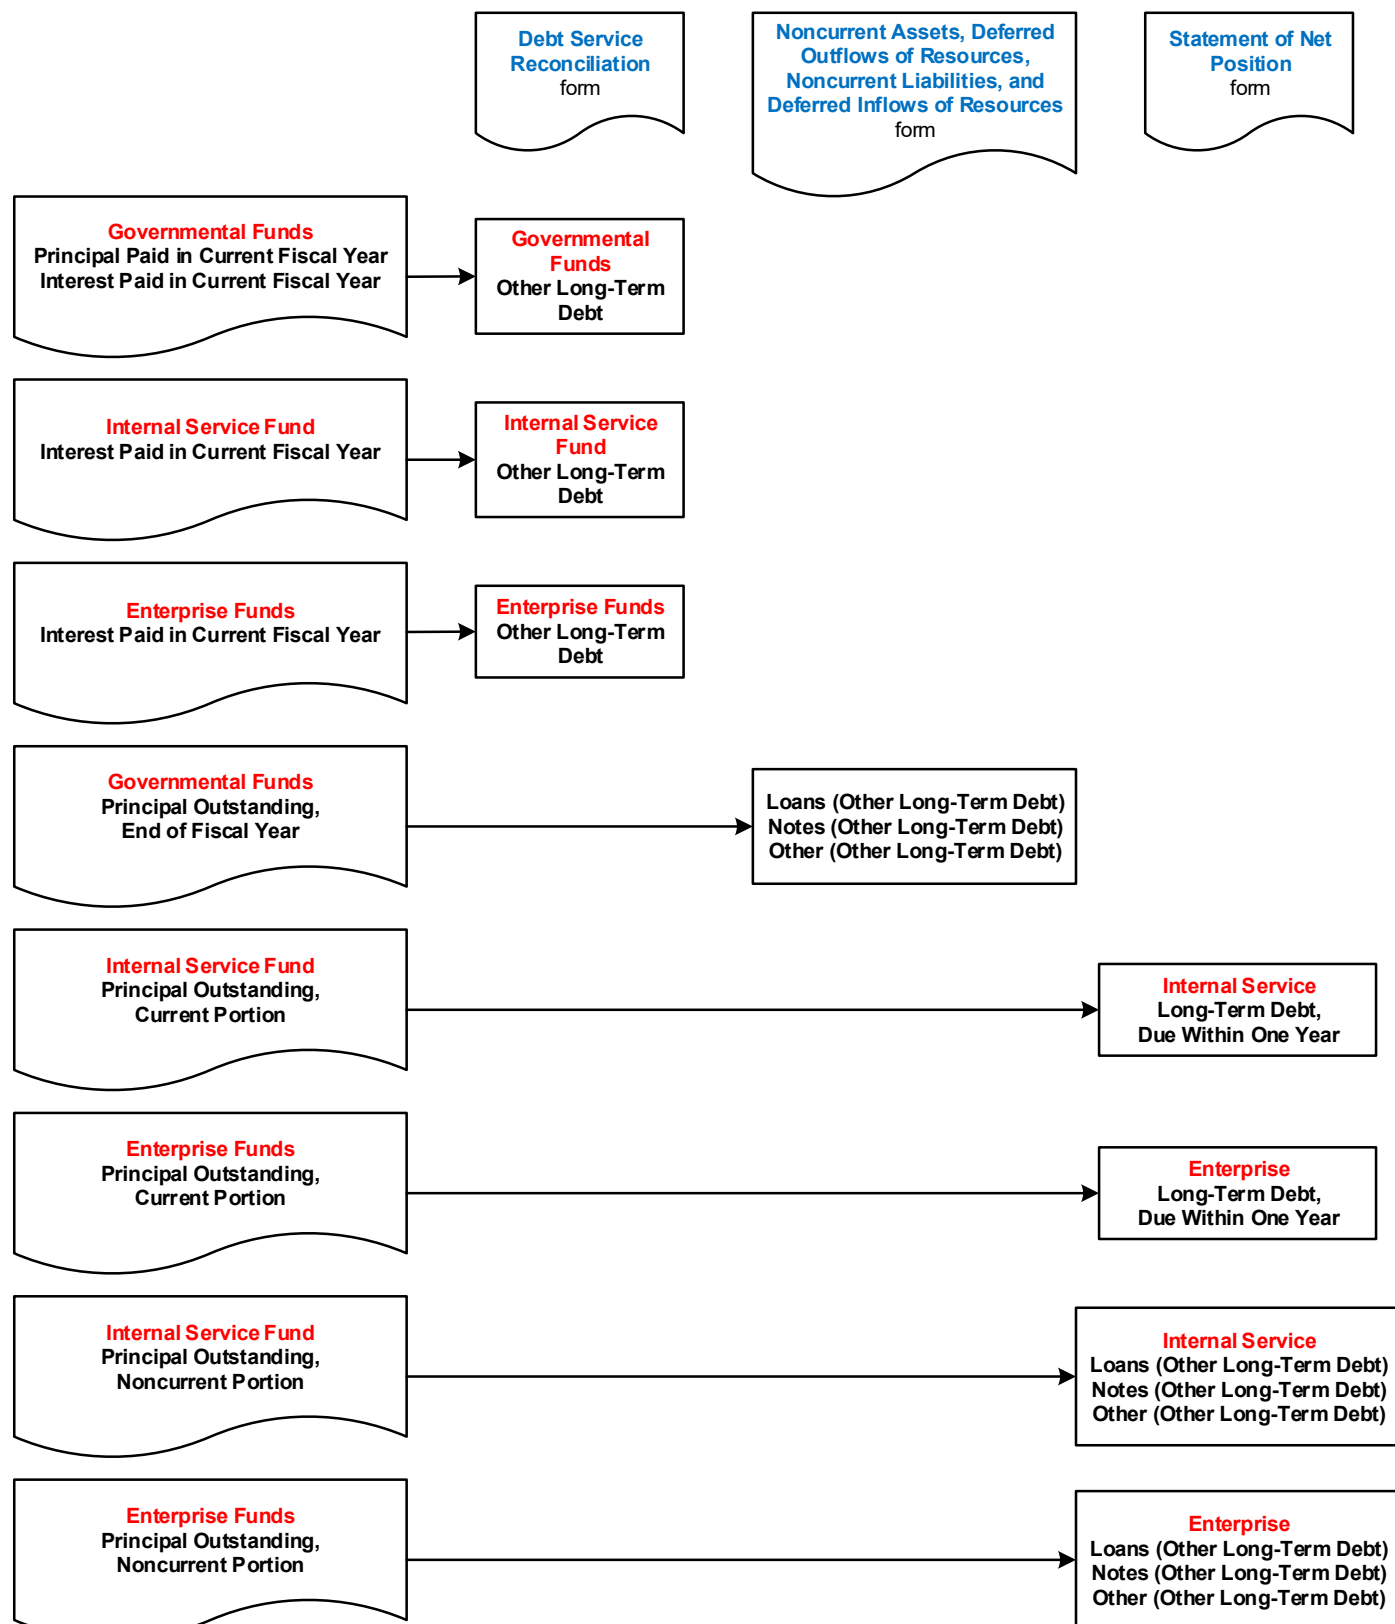 Debt Service
Reconciliation
form
Noncurrent Assets, Deferred
Outflows of Resources,
Noncurrent Liabilities, and
Deferred Inflows of Resources
form
Statement of Net
Position
form
Governmental Funds
Principal Paid in Current Fiscal Year
Interest Paid in Current Fiscal Year
Governmental
Funds
Other Long-Term
Debt
Internal Service Fund
Interest Paid in Current Fiscal Year
Internal Service
Fund
Other Long-Term
Debt
Enterprise Funds
Interest Paid in Current Fiscal Year
Enterprise Funds
Other Long-Term
Debt
Governmental Funds
Principal Outstanding,
End of Fiscal Year
Loans (Other Long-Term Debt)
Notes (Other Long-Term Debt)
Other (Other Long-Term Debt)
Internal Service Fund
Principal Outstanding,
Current Portion
Internal Service
Long-Term Debt,
Due Within One Year
Enterprise Funds
Principal Outstanding,
Current Portion
Enterprise
Long-Term Debt,
Due Within One Year
Internal Service Fund
Principal Outstanding,
Noncurrent Portion
Internal Service
Loans (Other Long-Term Debt)
Notes (Other Long-Term Debt)
Other (Other Long-Term Debt)
Enterprise Funds
Principal Outstanding,
Noncurrent Portion
Enterprise
Loans (Other Long-Term Debt)
Notes (Other Long-Term Debt)
Other (Other Long-Term Debt)